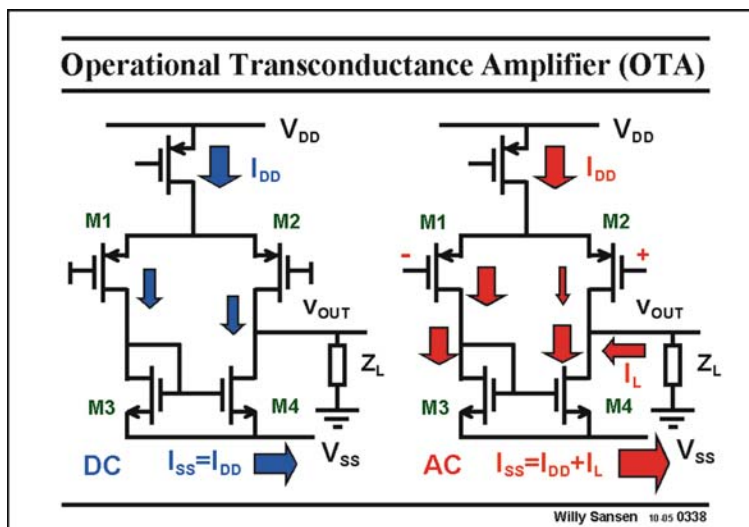 Operational Transconductance Amplifier (OTA)
VDD
IDD
M1
M2
VOUT
ZL
M3
M4
VSS
DC
ISS=IDD
VDD
IDD
M1
M2
-
+
VOUT
IL
ZL
M3
M4
VSS
AC
ISS=IDD+IL
Willy Sansen 10-05 0338